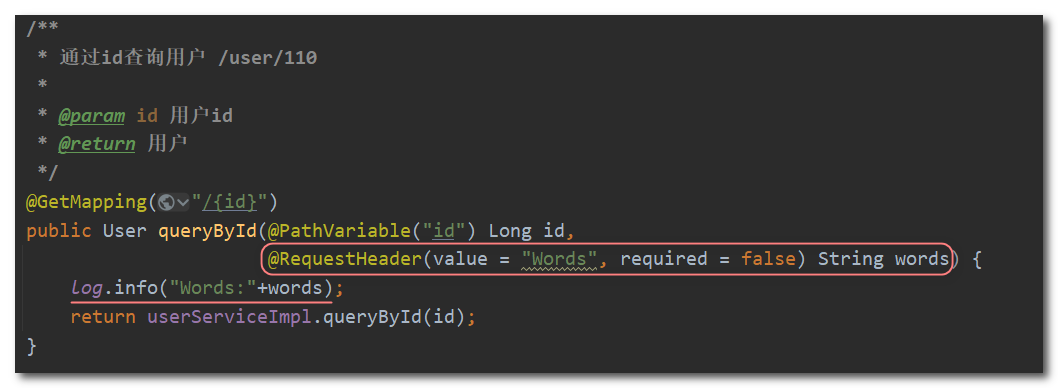 /**
* 通过id查询用户 /user/110
*
* @param id 用户id
* @return 用户
*/
@GetMapping("/{id}")
public User queryById(@PathVariable("id") Long id,
@RequestHeader(value = "Words", required = false) String words) {
log.info("Words:"+words);
return userServiceImpl.queryById(id);
}